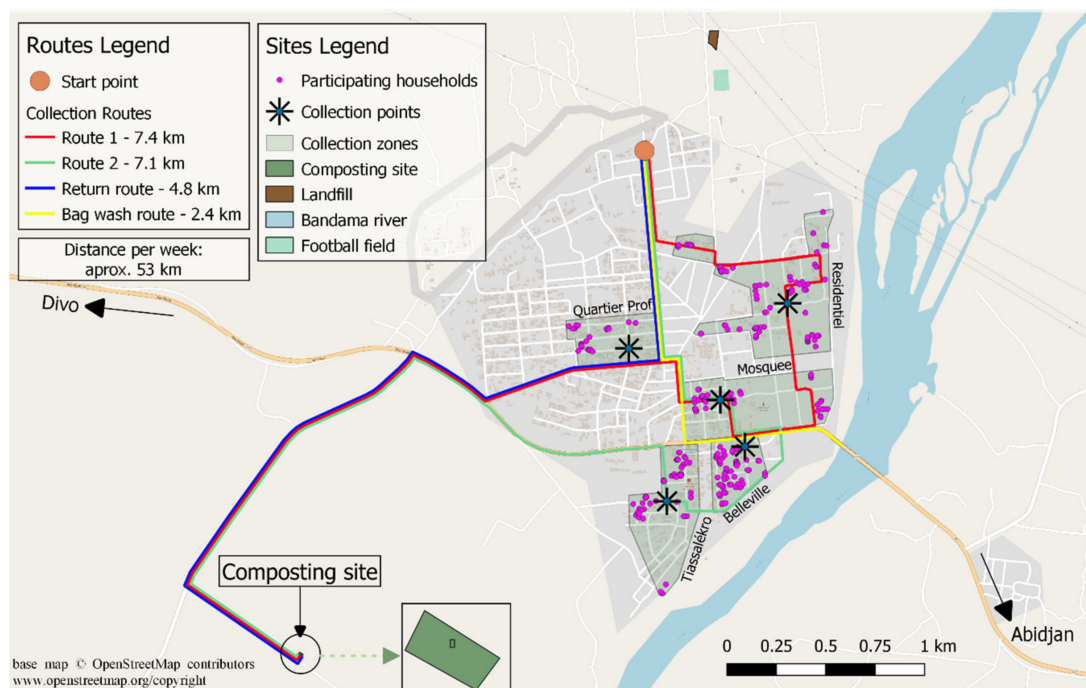 Routes Legend
Start point
Collection Routes
Route 1 - 7.4 km
Route 2 - 7.1 km
Return route - 4.8 km
Bag wash route - 2.4 km
Distance per week:
aprox. 53 km
Sites Legend
Participating households
Collection points
Collection zones
Composting site
Landfill
Bandama river
Football field
Divo
Quartier Prof
Residentiel
Mosquee
Belleville
Tiassalékro
Composting site
Abidjan
0 0.25 0.5 0.75 1 km
base map © OpenStreetMap contributors
www.openstreetmap.org/copyright